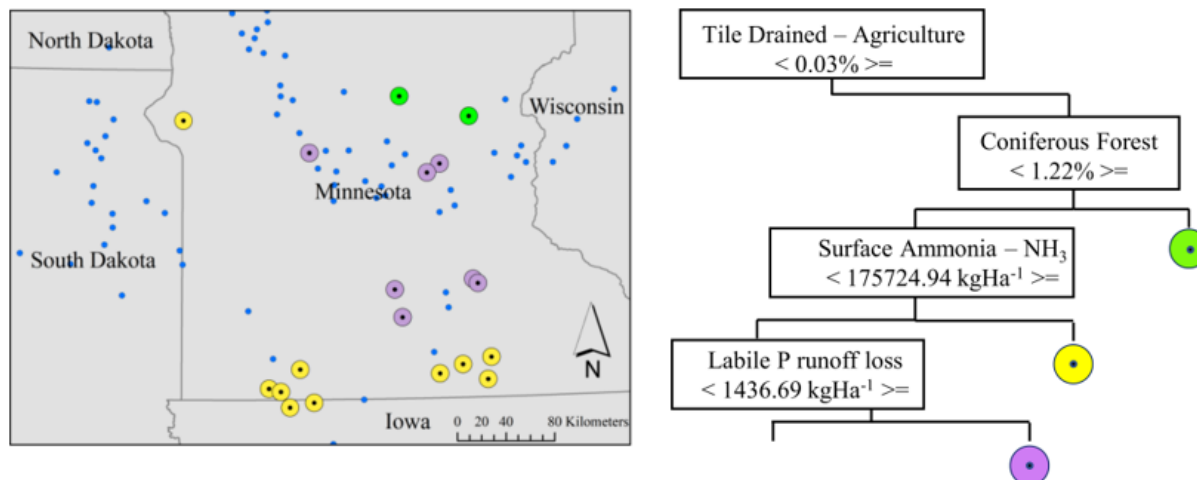 North Dakota
Wisconsin
Minnesota
South Dakota
N
Iowa
0 20 40 80 Kilometers
Tile Drained – Agriculture
< 0.03% >=
Coniferous Forest
< 1.22% >=
Surface Ammonia – NH₃
< 175724.94 kgHa⁻¹ >=
Labile P runoff loss
< 1436.69 kgHa⁻¹ >=